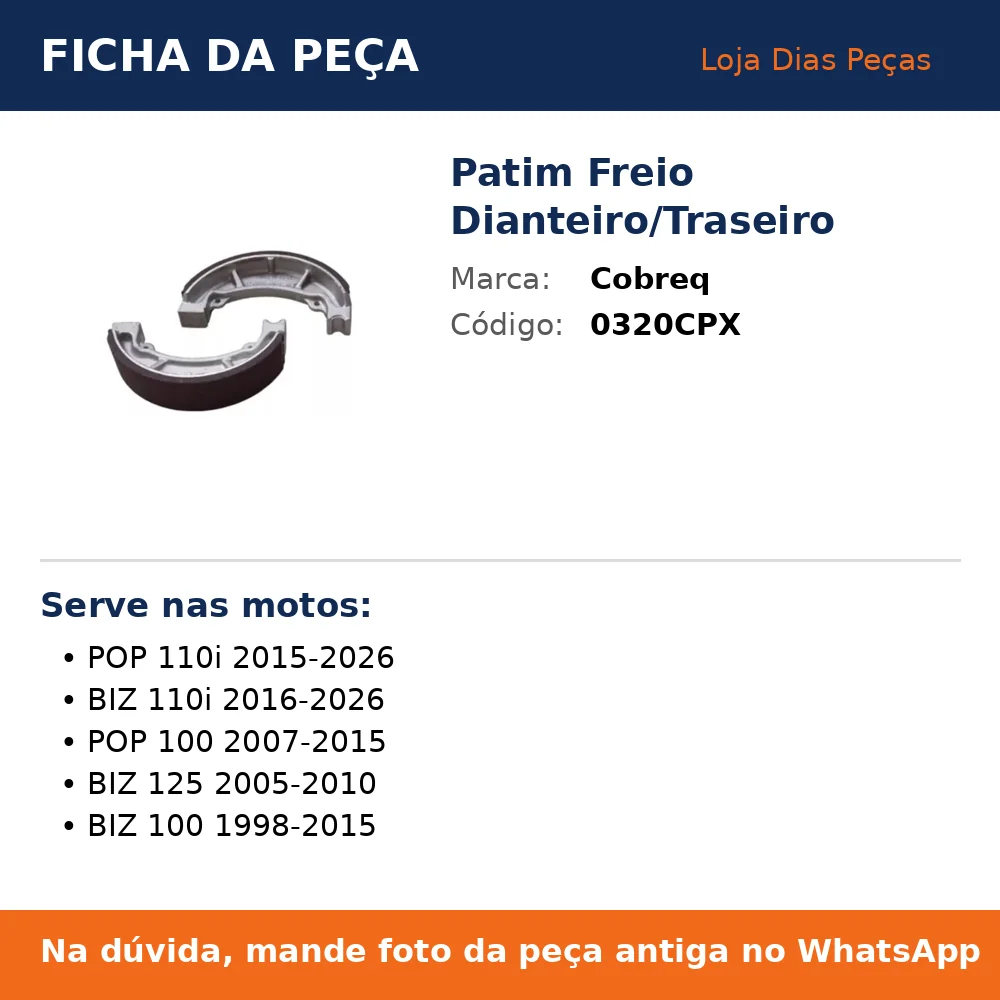 FICHA DA PEÇA
Loja Dias Peças
Patim Freio
Dianteiro/Traseiro
Marca: Cobreq
Código: 0320CPX
Serve nas motos:
• POP 110i 2015-2026
• BIZ 110i 2016-2026
• POP 100 2007-2015
• BIZ 125 2005-2010
• BIZ 100 1998-2015
Na dúvida, mande foto da peça antiga no WhatsApp